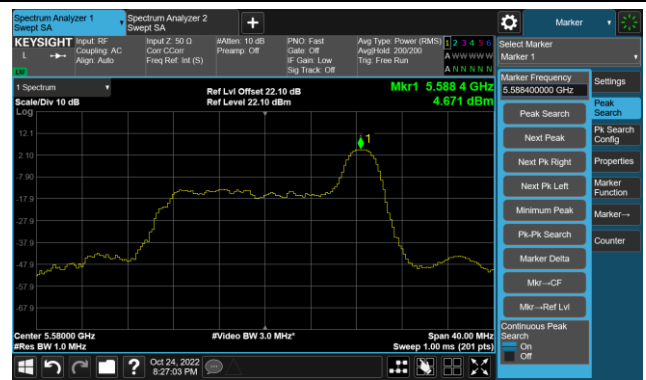 Spectrum Analyzer 1
Swept SA
Spectrum Analyzer 2
Swept SA
+
Marker
KEYSIGHT
L
LW
Input: RF
Coupling: AC
Align: Auto
Input Z: 50 Ω
Corr CCorr
Freq Ref: Int (S)
#Atten: 10 dB
Preamp: Off
PNO: Fast
Gate: Off
IF Gain: Low
Sig Track: Off
Avg Type: Power (RMS)
Avg|Hold: 200/200
Trig: Free Run
1 2 3 4 5 6
A W W W W W
A N N N N N
Select Marker
Marker 1
Marker Frequency
5.588400000 GHz
Peak Search
Next Peak
Next Pk Right
Next Pk Left
Minimum Peak
Pk-Pk Search
Marker Delta
Mkr→CF
Mkr→Ref Lvl
Continuous Peak
Search
On
Off
Settings
Peak
Search
Pk Search
Config
Properties
Marker
Function
Marker→
Counter
1 Spectrum
Scale/Div 10 dB
Log
Ref Lvl Offset 22.10 dB
Ref Level 22.10 dBm
Mkr1 5.588 4 GHz
4.671 dBm
1
12.1
2.10
-7.90
-17.9
-27.9
-37.9
-47.9
-57.9
-67.9
Center 5.58000 GHz
#Res BW 1.0 MHz
#Video BW 3.0 MHz*
Span 40.00 MHz
Sweep 1.00 ms (201 pts)
?
Oct 24, 2022
8:27:03 PM